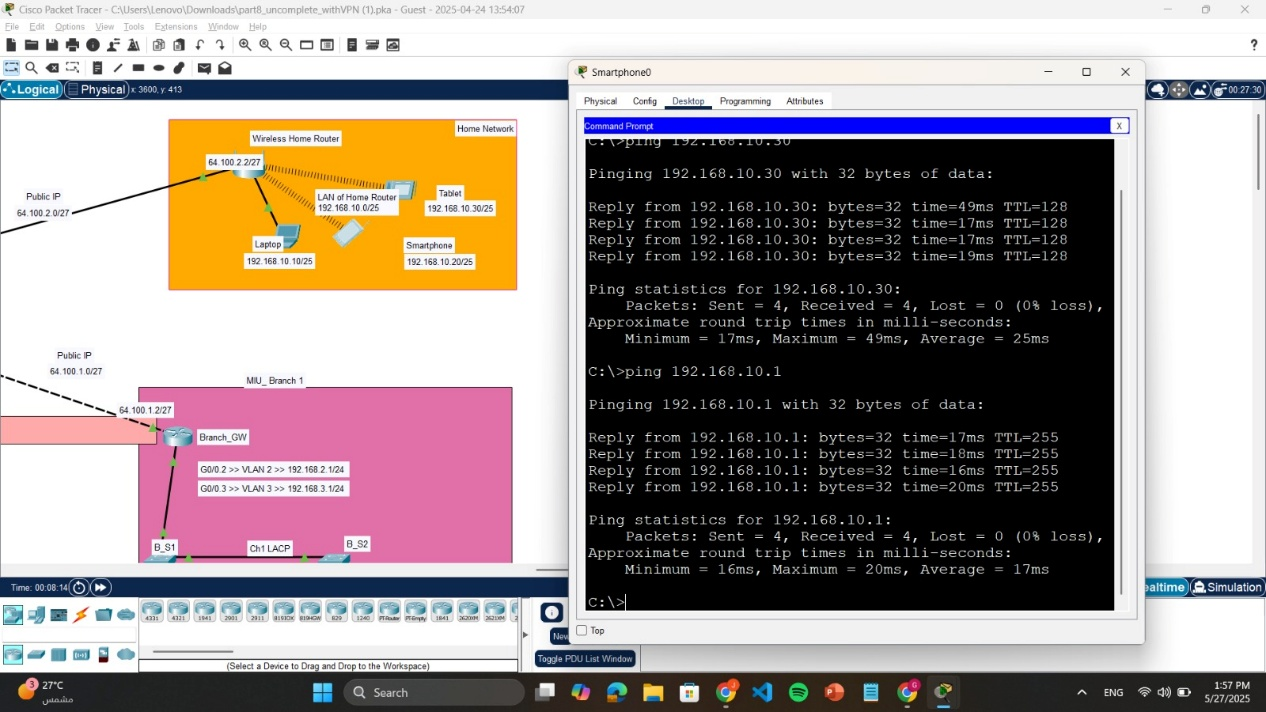 Cisco Packet Tracer - C:\Users\Lenovo\Downloads\part8_uncomplete_withVPN (1).pka - Guest - 2025-04-24 13:54:07
File Edit Options View Tools Extensions Window Help
?
Logical Physical x: 3600, y: 413
00:27:30
Home Network
Wireless Home Router
64.100.2.2/27
Public IP
64.100.2.0/27
LAN of Home Router
192.168.10.0/25
Tablet
192.168.10.30/25
Laptop
192.168.10.10/25
Smartphone
192.168.10.20/25
Public IP
64.100.1.0/27
MIU_ Branch 1
64.100.1.2/27
Branch_GW
G0/0.2 >> VLAN 2 >> 192.168.2.1/24
G0/0.3 >> VLAN 3 >> 192.168.3.1/24
B_S1
Ch1 LACP
B_S2
Smartphone0
Physical Config Desktop Programming Attributes
Command Prompt
X
C:\>ping 192.168.10.30
Pinging 192.168.10.30 with 32 bytes of data:
Reply from 192.168.10.30: bytes=32 time=49ms TTL=128
Reply from 192.168.10.30: bytes=32 time=17ms TTL=128
Reply from 192.168.10.30: bytes=32 time=17ms TTL=128
Reply from 192.168.10.30: bytes=32 time=19ms TTL=128
Ping statistics for 192.168.10.30:
Packets: Sent = 4, Received = 4, Lost = 0 (0% loss),
Approximate round trip times in milli-seconds:
Minimum = 17ms, Maximum = 49ms, Average = 25ms
C:\>ping 192.168.10.1
Pinging 192.168.10.1 with 32 bytes of data:
Reply from 192.168.10.1: bytes=32 time=17ms TTL=255
Reply from 192.168.10.1: bytes=32 time=18ms TTL=255
Reply from 192.168.10.1: bytes=32 time=16ms TTL=255
Reply from 192.168.10.1: bytes=32 time=20ms TTL=255
Ping statistics for 192.168.10.1:
Packets: Sent = 4, Received = 4, Lost = 0 (0% loss),
Approximate round trip times in milli-seconds:
Minimum = 16ms, Maximum = 20ms, Average = 17ms
C:\>
Top
Time: 00:08:14
ealtime Simulation
4331 4321 1941 2901 2911 819IOX 819HGW 829 1240 PT-Router PT-Empty 1841 2620XM 2621XM
New
Toggle PDU List Window
(Select a Device to Drag and Drop to the Workspace)
3
27°C
مشمس
Search
ENG
1:57 PM
5/27/2025